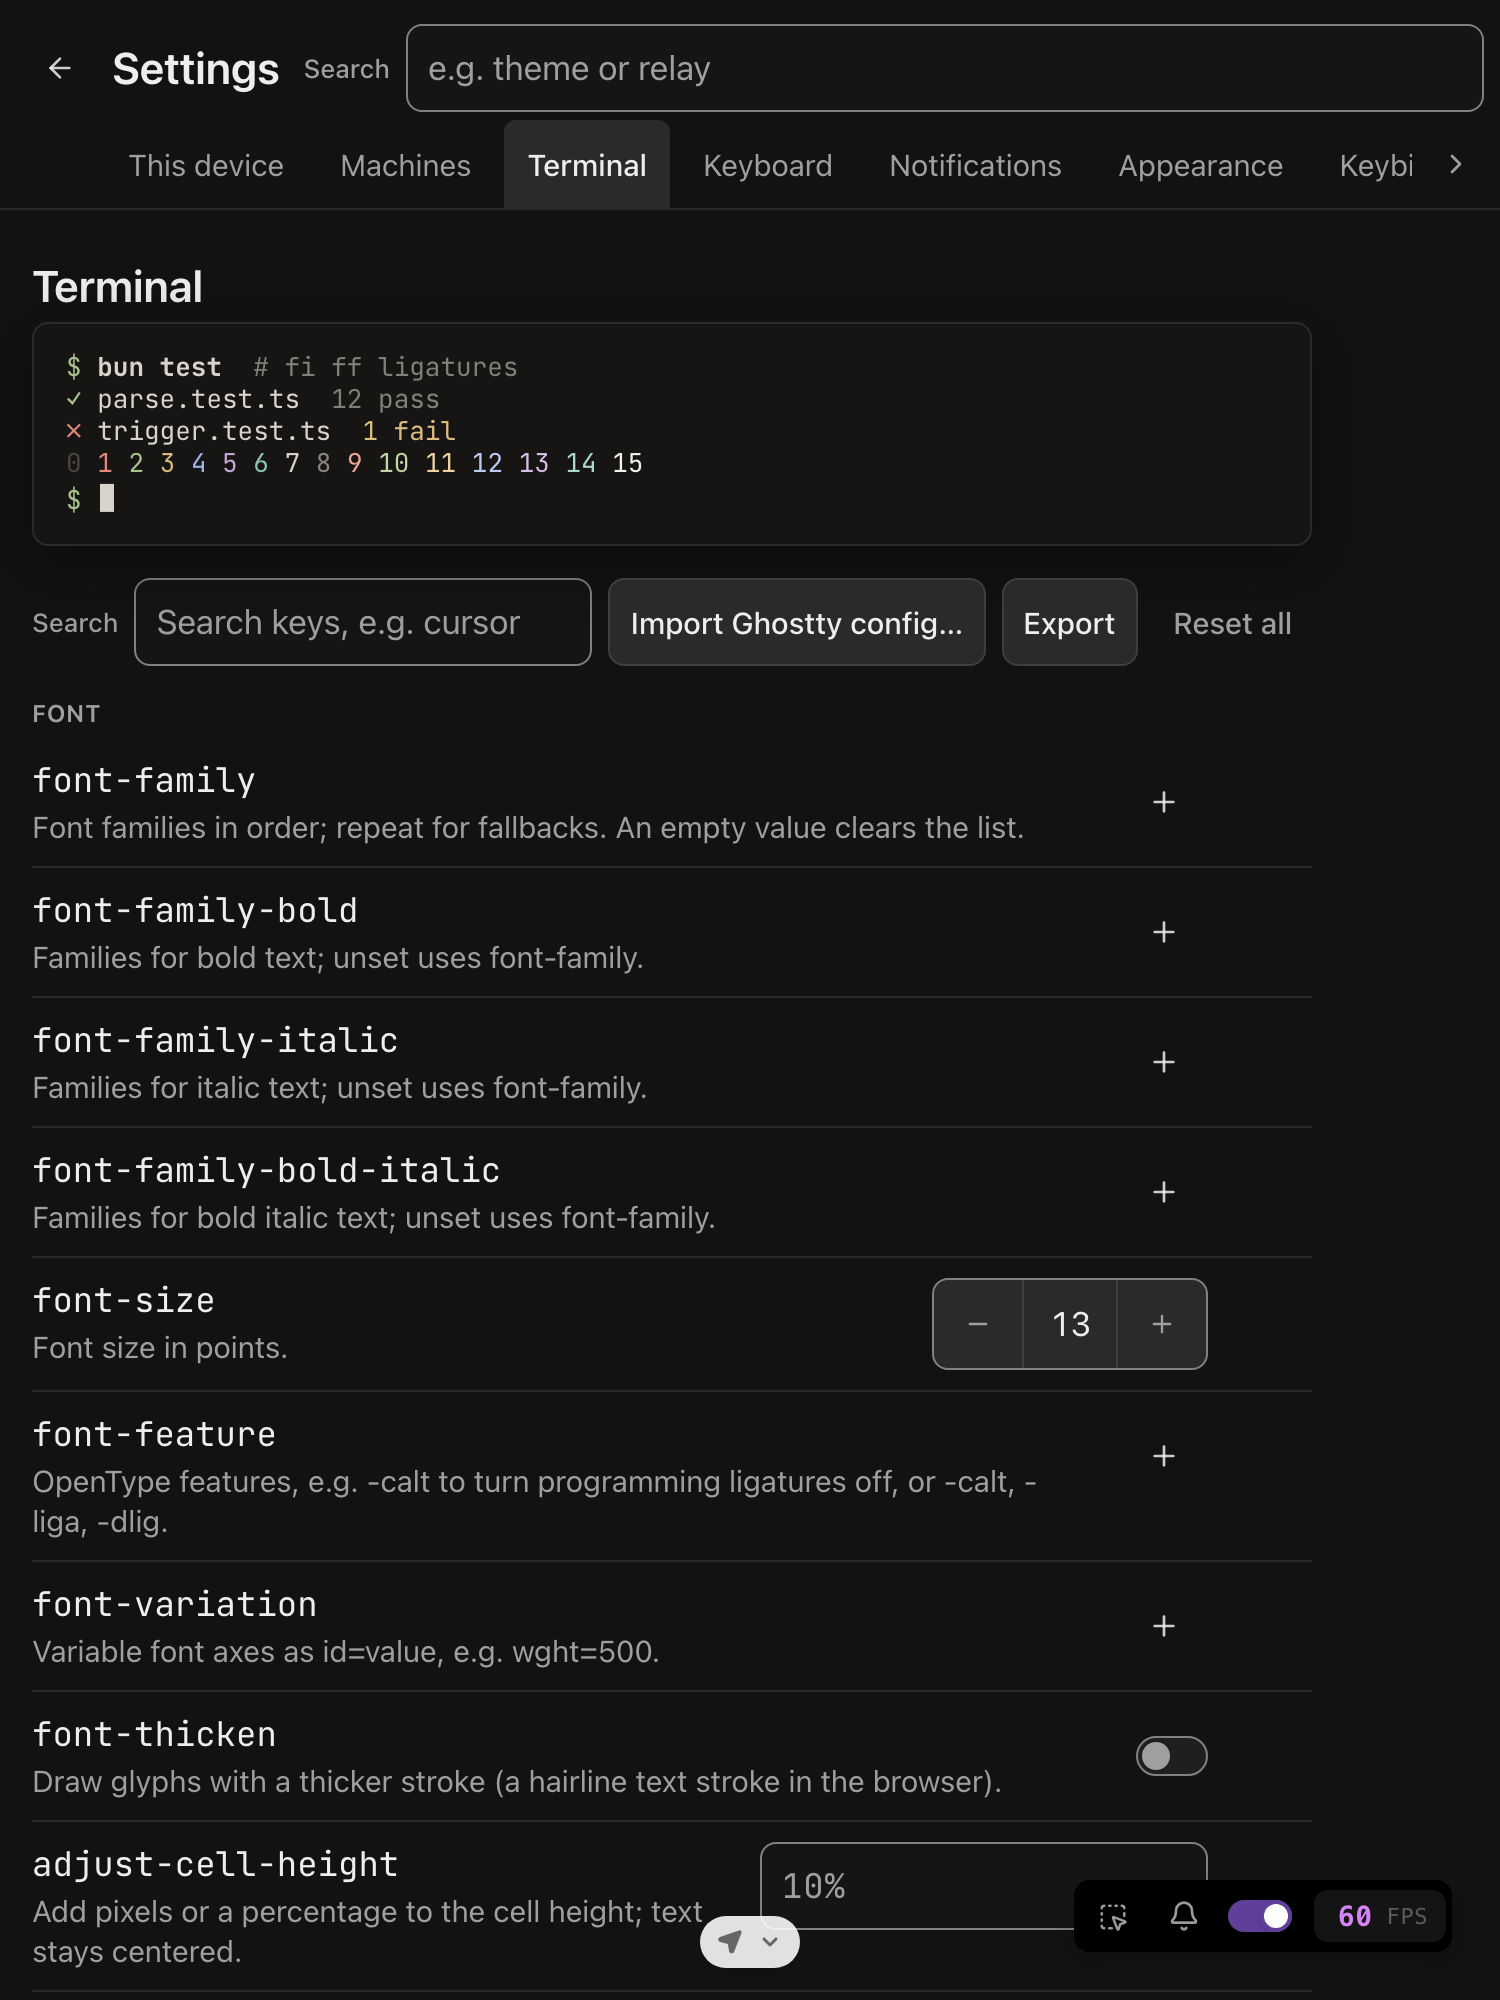 Settings Search e.g. theme or relay
This device Machines Terminal Keyboard Notifications Appearance Keybi
Terminal
$ bun test # fi ff ligatures
✓ parse.test.ts 12 pass
✕ trigger.test.ts 1 fail
0 1 2 3 4 5 6 7 8 9 10 11 12 13 14 15
$
Search Search keys, e.g. cursor Import Ghostty config... Export Reset all
FONT
font-family
Font families in order; repeat for fallbacks. An empty value clears the list.
font-family-bold
Families for bold text; unset uses font-family.
font-family-italic
Families for italic text; unset uses font-family.
font-family-bold-italic
Families for bold italic text; unset uses font-family.
font-size
Font size in points.
− 13 +
font-feature
OpenType features, e.g. -calt to turn programming ligatures off, or -calt, -
liga, -dlig.
font-variation
Variable font axes as id=value, e.g. wght=500.
font-thicken
Draw glyphs with a thicker stroke (a hairline text stroke in the browser).
adjust-cell-height
10%
Add pixels or a percentage to the cell height; text
stays centered.
60 FPS